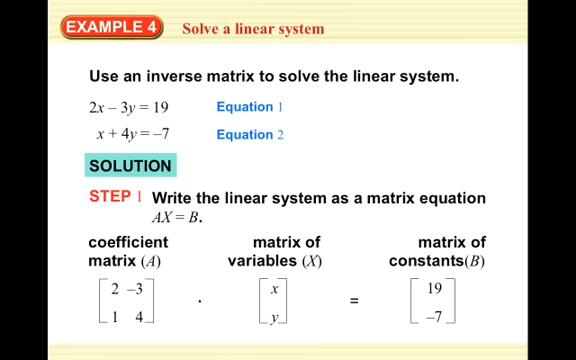 EXAMPLE 4 Solve a linear system
Use an inverse matrix to solve the linear system.
2x – 3y = 19 Equation 1
x + 4y = –7 Equation 2
SOLUTION
STEP 1 Write the linear system as a matrix equation
AX = B.
coefficient matrix of matrix of
matrix (A) variables (X) constants(B)
2 –3 x 19
· =
1 4 y –7